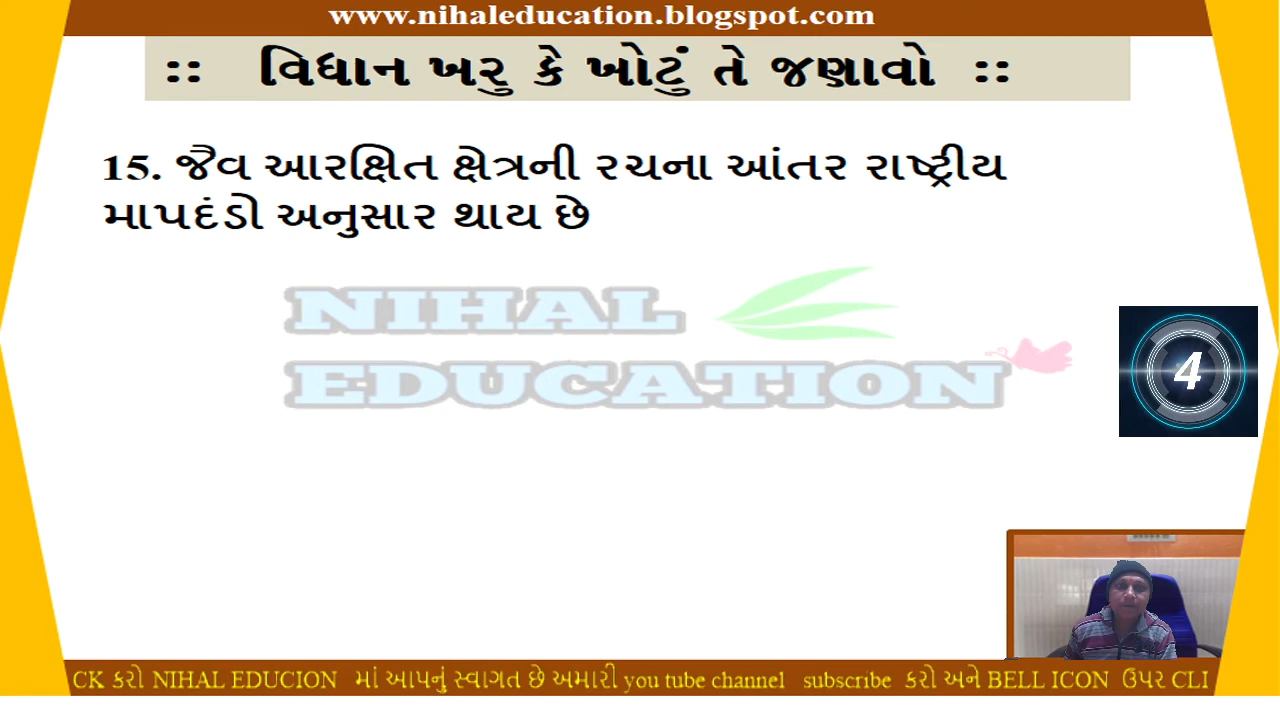 www.nihaleducation.blogspot.com
:: વિધાન ખરુ કે ખોટું તે જણાવો ::
15. જૈવ આરક્ષિત ક્ષેત્રની રચના આંતર રાષ્ટ્રીય
માપદંડો અનુસાર થાય છે
NIHAL
EDUCATION
4
CK કરો NIHAL EDUCION માં આપનું સ્વાગત છે અમારી you tube channel subscribe કરો અને BELL ICON ઉપર CLI